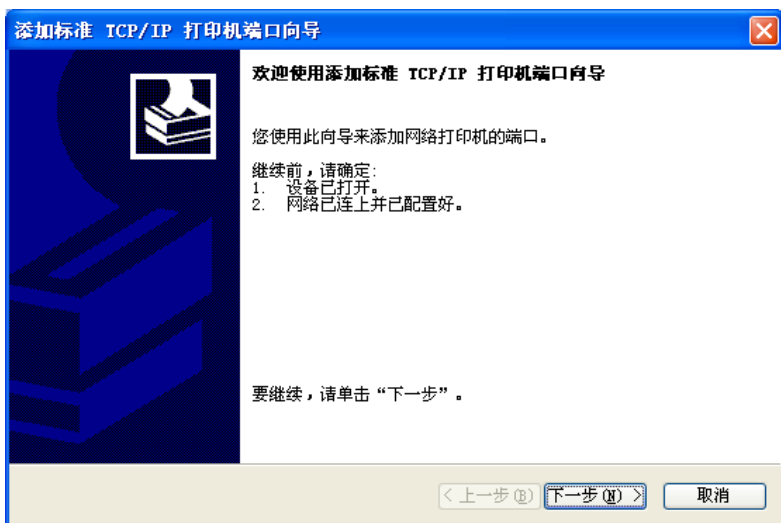 添加标准 TCP/IP 打印机端口向导
欢迎使用添加标准 TCP/IP 打印机端口向导
您使用此向导来添加网络打印机的端口。
继续前，请确定:
1. 设备已打开。
2. 网络已连上并已配置好。
要继续，请单击“下一步”。
< 上一步(B) 下一步(N) > 取消